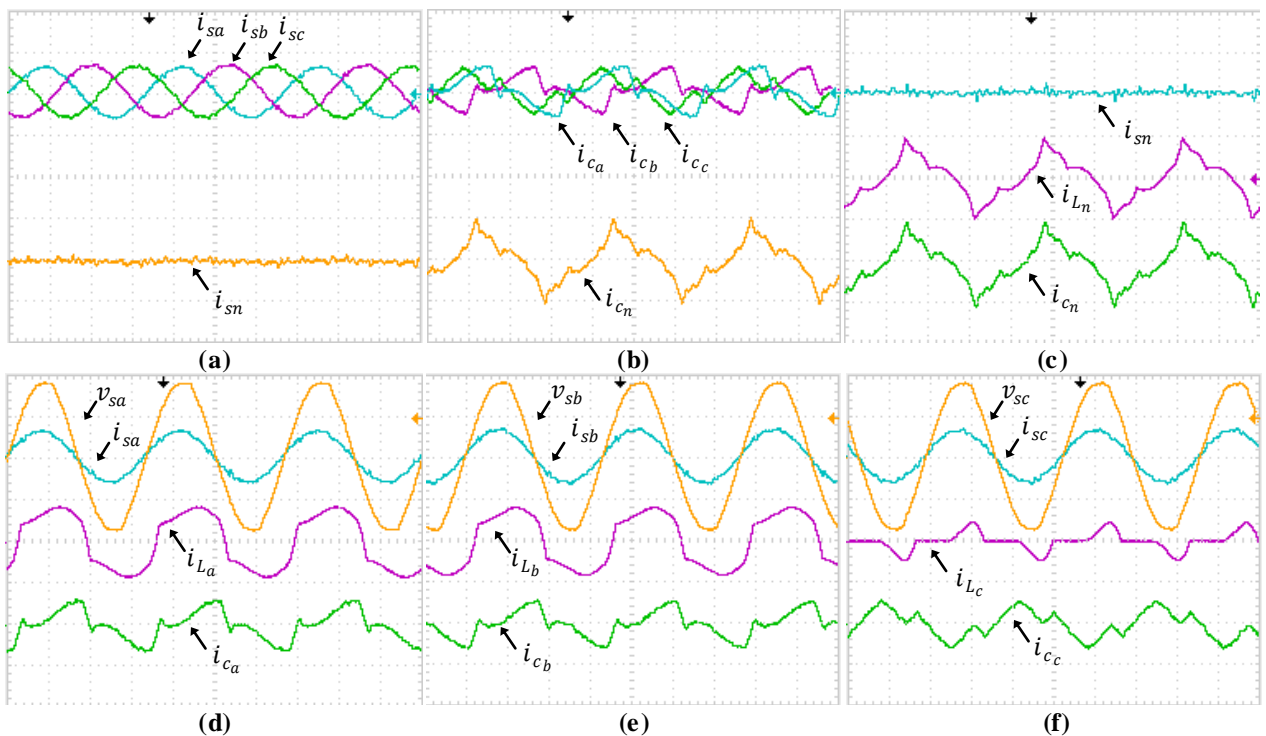 i_sa i_sb i_sc
i_sn
(a)
i_ca i_cb i_cc
i_cn
(b)
i_sn
i_Ln
i_cn
(c)
v_sa
i_sa
i_La
i_ca
(d)
v_sb
i_sb
i_Lb
i_cb
(e)
v_sc
i_sc
i_Lc
i_cc
(f)